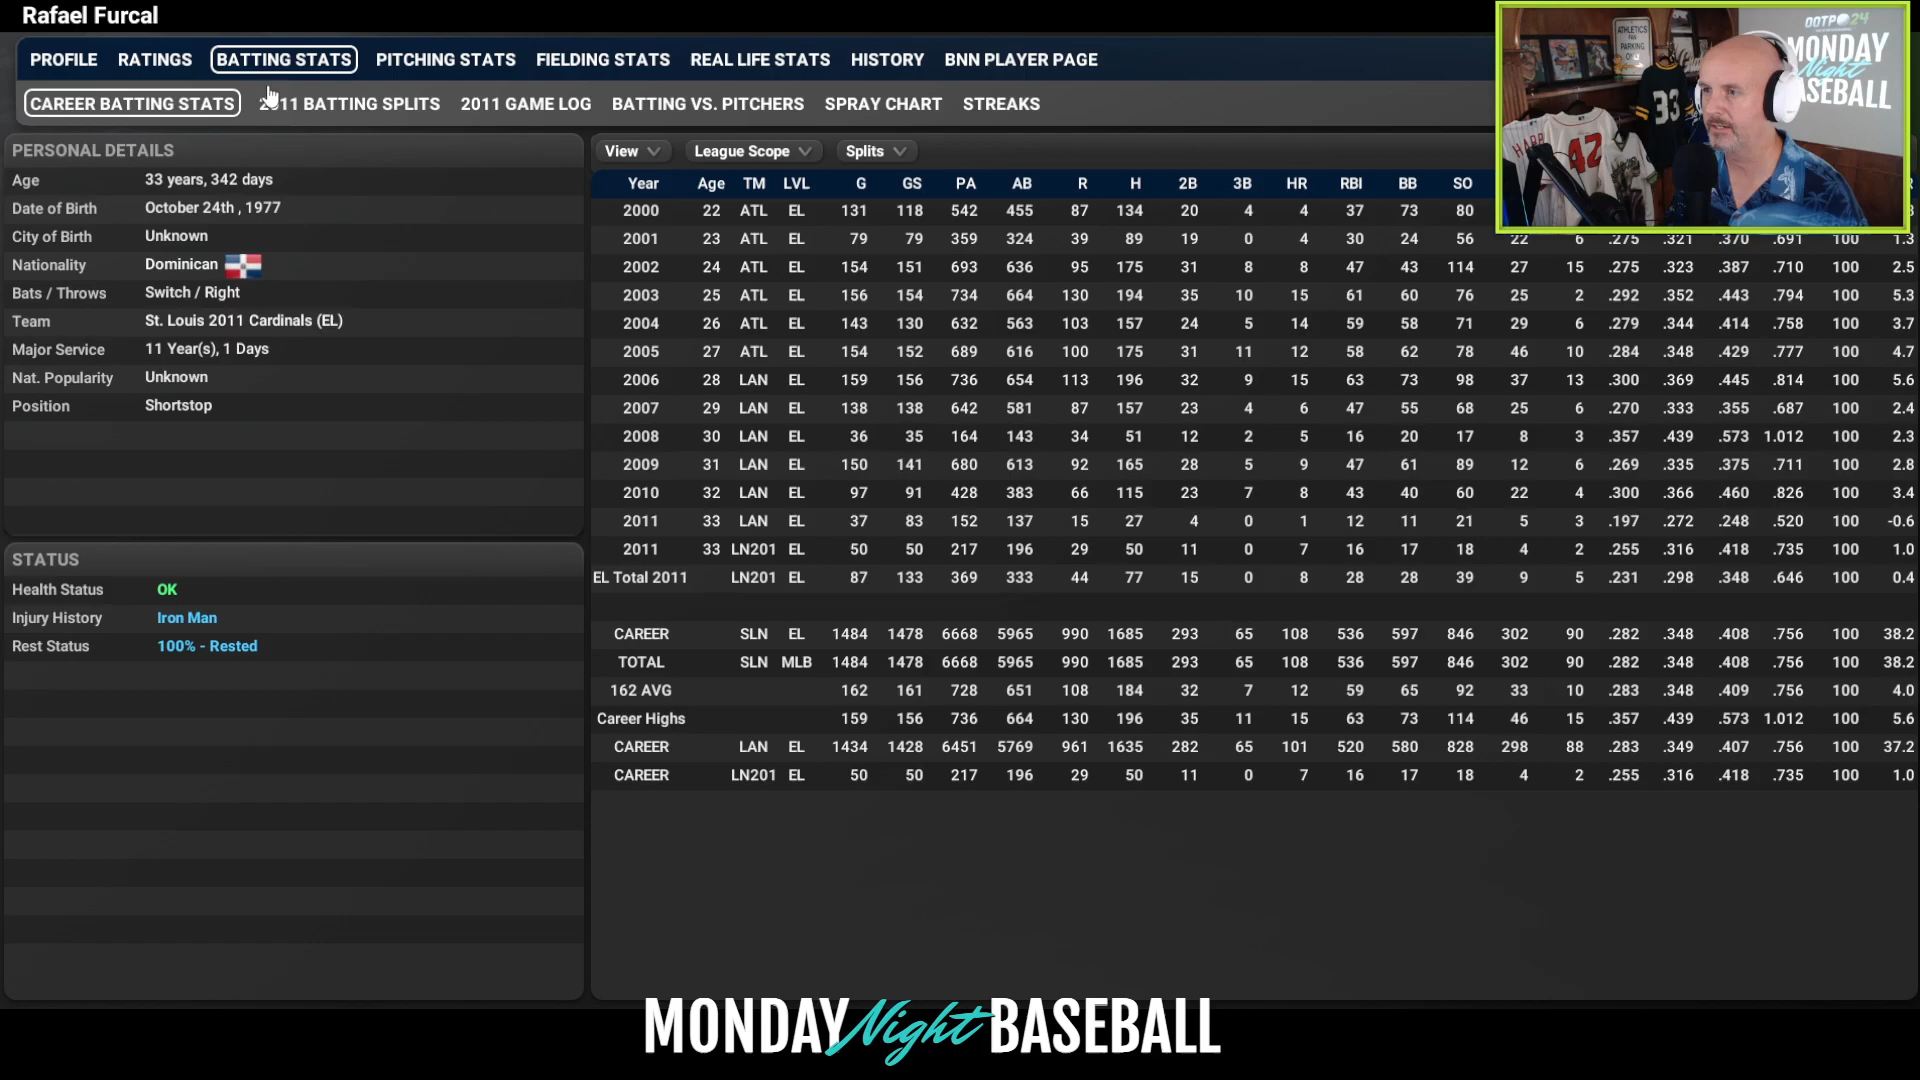 Rafael Furcal
PROFILE RATINGS BATTING STATS PITCHING STATS FIELDING STATS REAL LIFE STATS HISTORY BNN PLAYER PAGE
CAREER BATTING STATS 2011 BATTING SPLITS 2011 GAME LOG BATTING VS. PITCHERS SPRAY CHART STREAKS
PERSONAL DETAILS
Age 33 years, 342 days
Date of Birth October 24th , 1977
City of Birth Unknown
Nationality Dominican
Bats / Throws Switch / Right
Team St. Louis 2011 Cardinals (EL)
Major Service 11 Year(s), 1 Days
Nat. Popularity Unknown
Position Shortstop
STATUS
Health Status OK
Injury History Iron Man
Rest Status 100% - Rested
View League Scope Splits
Year Age TM LVL G GS PA AB R H 2B 3B HR RBI BB SO
2000 22 ATL EL 131 118 542 455 87 134 20 4 4 37 73 80
2001 23 ATL EL 79 79 359 324 39 89 19 0 4 30 24 56 22 6 .275 .321 .370 .691 100 1.3
2002 24 ATL EL 154 151 693 636 95 175 31 8 8 47 43 114 27 15 .275 .323 .387 .710 100 2.5
2003 25 ATL EL 156 154 734 664 130 194 35 10 15 61 60 76 25 2 .292 .352 .443 .794 100 5.3
2004 26 ATL EL 143 130 632 563 103 157 24 5 14 59 58 71 29 6 .279 .344 .414 .758 100 3.7
2005 27 ATL EL 154 152 689 616 100 175 31 11 12 58 62 78 46 10 .284 .348 .429 .777 100 4.7
2006 28 LAN EL 159 156 736 654 113 196 32 9 15 63 73 98 37 13 .300 .369 .445 .814 100 5.6
2007 29 LAN EL 138 138 642 581 87 157 23 4 6 47 55 68 25 6 .270 .333 .355 .687 100 2.4
2008 30 LAN EL 36 35 164 143 34 51 12 2 5 16 20 17 8 3 .357 .439 .573 1.012 100 2.3
2009 31 LAN EL 150 141 680 613 92 165 28 5 9 47 61 89 12 6 .269 .335 .375 .711 100 2.8
2010 32 LAN EL 97 91 428 383 66 115 23 7 8 43 40 60 22 4 .300 .366 .460 .826 100 3.4
2011 33 LAN EL 37 83 152 137 15 27 4 0 1 12 11 21 5 3 .197 .272 .248 .520 100 -0.6
2011 33 LN201 EL 50 50 217 196 29 50 11 0 7 16 17 18 4 2 .255 .316 .418 .735 100 1.0
EL Total 2011 LN201 EL 87 133 369 333 44 77 15 0 8 28 28 39 9 5 .231 .298 .348 .646 100 0.4
CAREER SLN EL 1484 1478 6668 5965 990 1685 293 65 108 536 597 846 302 90 .282 .348 .408 .756 100 38.2
TOTAL SLN MLB 1484 1478 6668 5965 990 1685 293 65 108 536 597 846 302 90 .282 .348 .408 .756 100 38.2
162 AVG 162 161 728 651 108 184 32 7 12 59 65 92 33 10 .283 .348 .409 .756 100 4.0
Career Highs 159 156 736 664 130 196 35 11 15 63 73 114 46 15 .357 .439 .573 1.012 100 5.6
CAREER LAN EL 1434 1428 6451 5769 961 1635 282 65 101 520 580 828 298 88 .283 .349 .407 .756 100 37.2
CAREER LN201 EL 50 50 217 196 29 50 11 0 7 16 17 18 4 2 .255 .316 .418 .735 100 1.0
OOTP 24
MONDAY
Night
BASEBALL
ATHLETICS
FAN
PARKING
ONLY
33
42
MONDAY Night BASEBALL